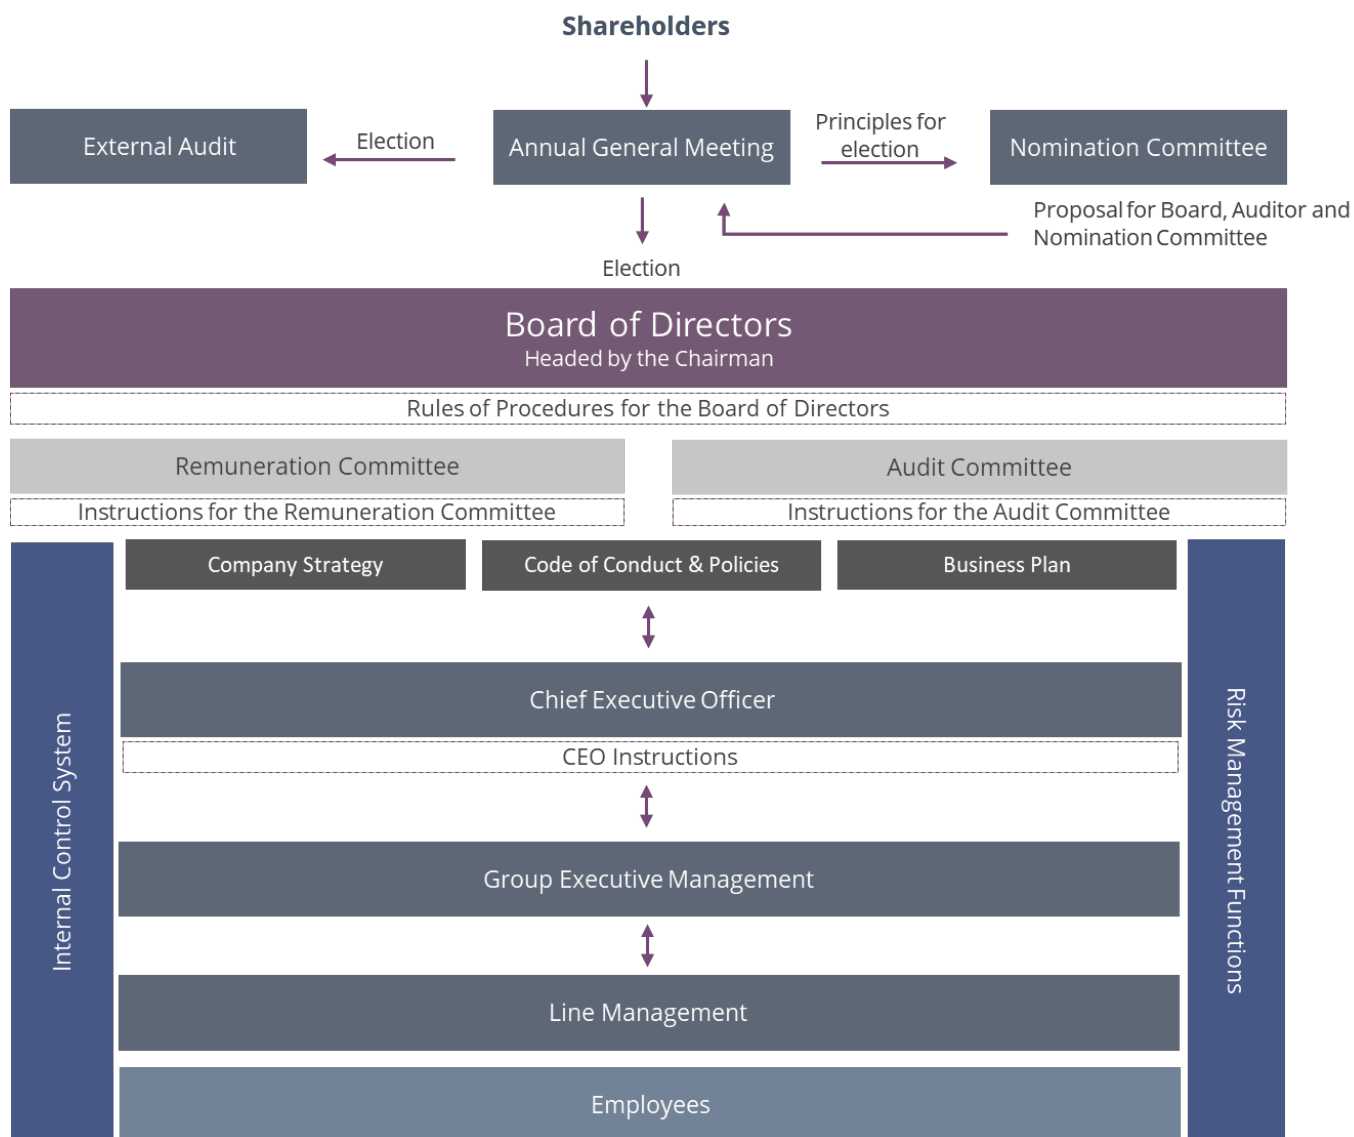 Shareholders
External Audit
Election
Annual General Meeting
Principles for
election
Nomination Committee
Proposal for Board, Auditor and
Nomination Committee
Election
Board of Directors
Headed by the Chairman
Rules of Procedures for the Board of Directors
Remuneration Committee
Audit Committee
Instructions for the Remuneration Committee
Instructions for the Audit Committee
Company Strategy
Code of Conduct & Policies
Business Plan
Chief Executive Officer
CEO Instructions
Group Executive Management
Line Management
Employees
Internal Control System
Risk Management Functions